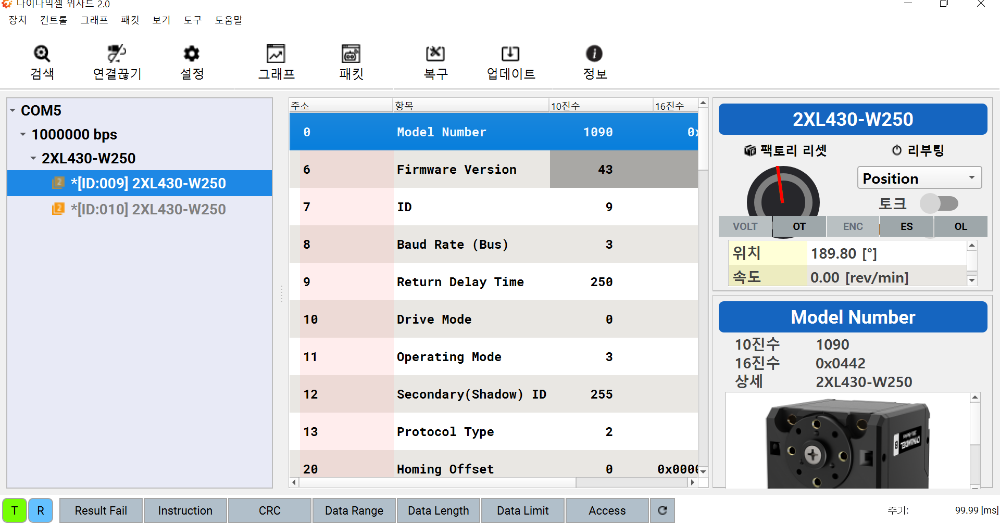 다이나믹셀 위자드 2.0
장치 컨트롤 그래프 패킷 보기 도구 도움말
검색 연결끊기 설정 그래프 패킷 복구 업데이트 정보
COM5
1000000 bps
2XL430-W250
*[ID:009] 2XL430-W250
*[ID:010] 2XL430-W250
주소 항목 10진수 16진수
0 Model Number 1090 0x
6 Firmware Version 43
7 ID 9
8 Baud Rate (Bus) 3
9 Return Delay Time 250
10 Drive Mode 0
11 Operating Mode 3
12 Secondary(Shadow) ID 255
13 Protocol Type 2
20 Homing Offset 0 0x000
2XL430-W250
팩토리 리셋 리부팅
Position
토크
VOLT OT ENC ES OL
위치 189.80 [°]
속도 0.00 [rev/min]
Model Number
10진수 1090
16진수 0x0442
상세 2XL430-W250
DYNAMIXEL
T R Result Fail Instruction CRC Data Range Data Length Data Limit Access
주기: 99.99 [ms]